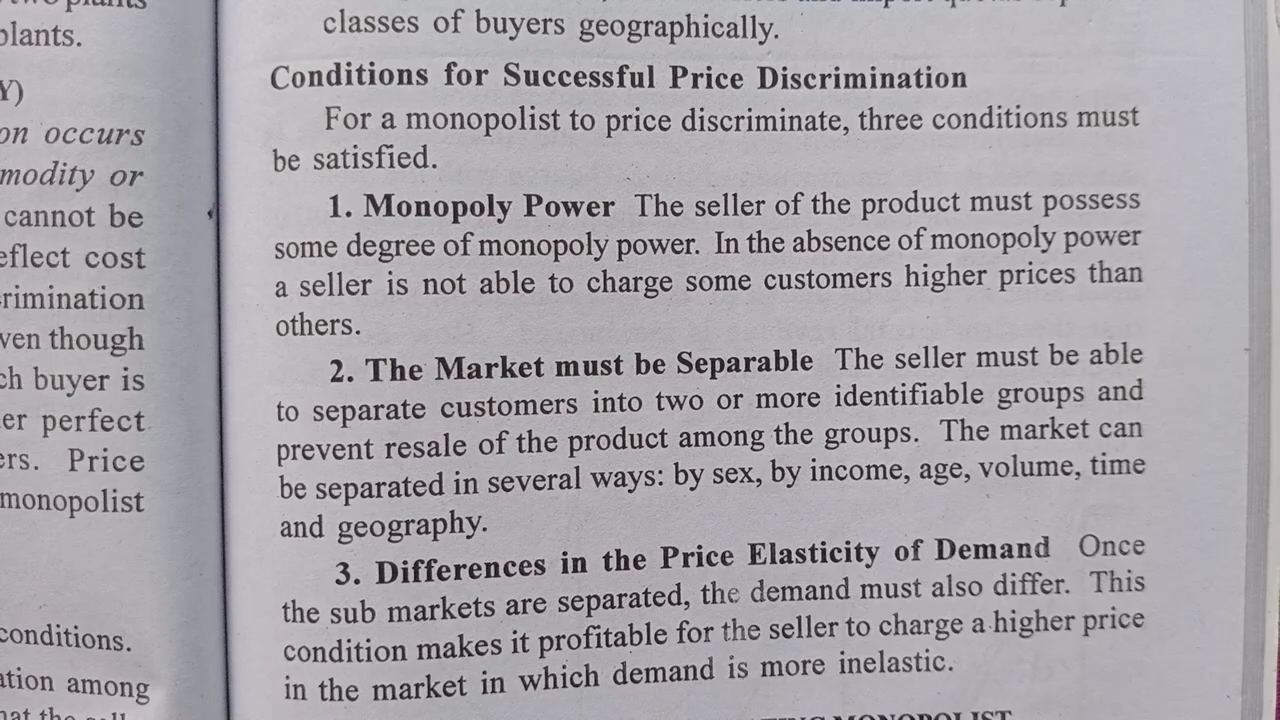 plants.
Y)
on occurs
modity or
cannot be
eflect cost
rimination
ven though
ch buyer is
er perfect
ers. Price
monopolist
conditions.
ation among
classes of buyers geographically.
Conditions for Successful Price Discrimination
For a monopolist to price discriminate, three conditions must
be satisfied.
1. Monopoly Power The seller of the product must possess
some degree of monopoly power. In the absence of monopoly power
a seller is not able to charge some customers higher prices than
others.
2. The Market must be Separable The seller must be able
to separate customers into two or more identifiable groups and
prevent resale of the product among the groups. The market can
be separated in several ways: by sex, by income, age, volume, time
and geography.
3. Differences in the Price Elasticity of Demand Once
the sub markets are separated, the demand must also differ. This
condition makes it profitable for the seller to charge a higher price
in the market in which demand is more inelastic.
MONOPOLIST